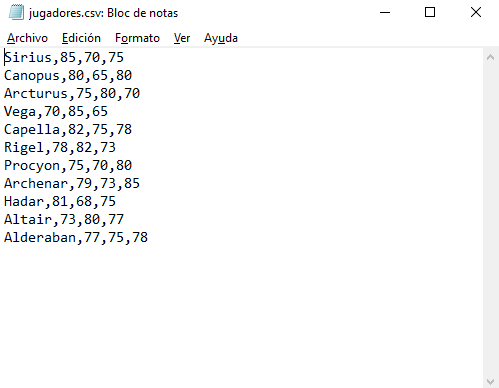 jugadores.csv: Bloc de notas
Archivo Edición Formato Ver Ayuda
Sirius,85,70,75
Canopus,80,65,80
Arcturus,75,80,70
Vega,70,85,65
Capella,82,75,78
Rigel,78,82,73
Procyon,75,70,80
Archenar,79,73,85
Hadar,81,68,75
Altair,73,80,77
Alderaban,77,75,78